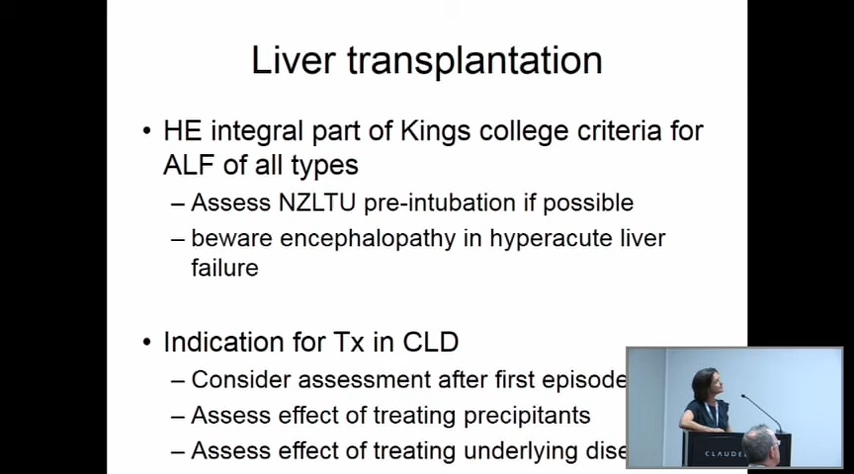 Liver transplantation
• HE integral part of Kings college criteria for
ALF of all types
– Assess NZLTU pre-intubation if possible
– beware encephalopathy in hyperacute liver
failure
• Indication for Tx in CLD
– Consider assessment after first episode
– Assess effect of treating precipitants
– Assess effect of treating underlying